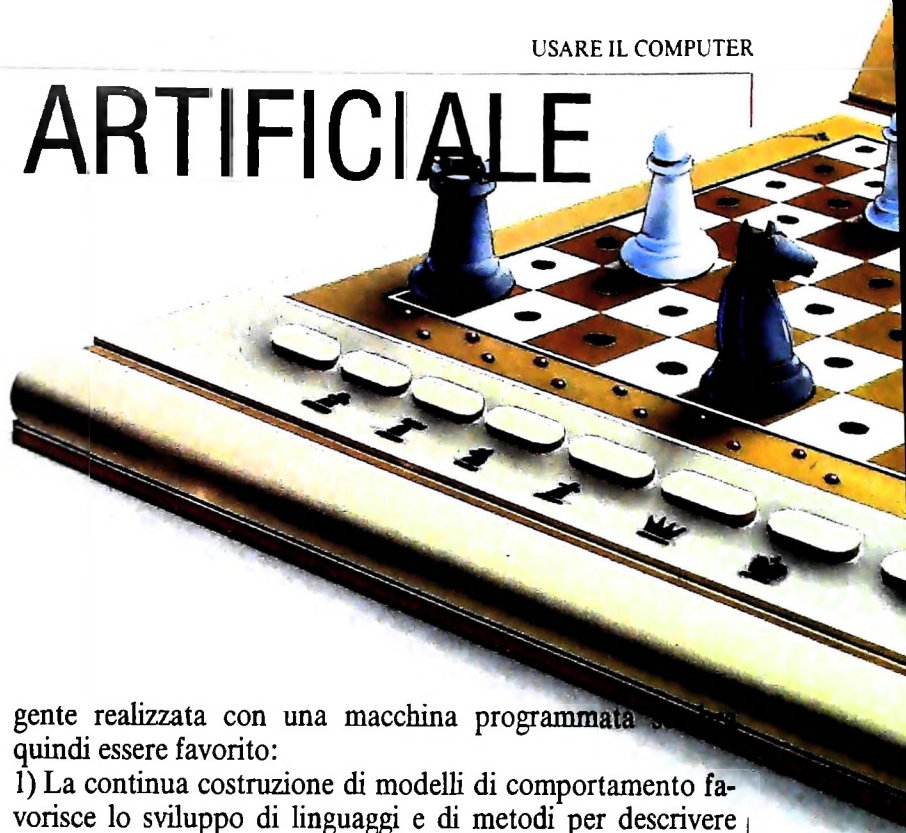 USARE IL COMPUTER
ARTIFICIALE
gente realizzata con una macchina programmata
quindi essere favorito:
1) La continua costruzione di modelli di comportamento fa-
vorisce lo sviluppo di linguaggi e di metodi per descrivere